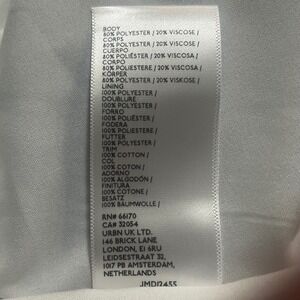 BODY
80% POLYESTER / 20% VISCOSE /
CORPS
80% POLYESTER / 20% VISCOSE /
CUERPO
80% POLIÉSTER / 20% VISCOSA /
CORPO
80% POLIESTERE / 20% VISCOSA /
KÖRPER
80% POLYESTER / 20% VISKOSE /
LINING
100% POLYESTER /
DOUBLURE
100% POLYESTER /
FORRO
100% POLIÉSTER /
FODERA
100% POLIESTERE /
FUTTER
100% POLYESTER /
TRIM
100% COTTON /
COL
100% COTON /
ADORNO
100% ALGODÓN /
FINITURA
100% COTONE /
BESATZ
100% BAUMWOLLE /
RN# 66170
CA# 32054
URBN UK LTD.
146 BRICK LANE
LONDON, E1 6RU
LEIDSESTRAAT 32,
1017 PB AMSTERDAM,
NETHERLANDS
JMD12455